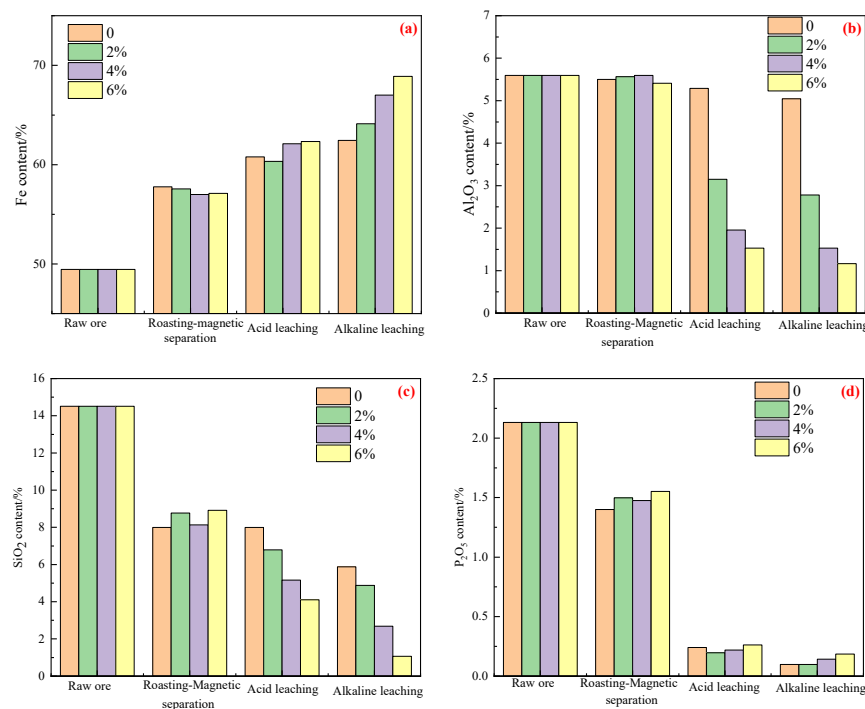 (a)
0
2%
4%
6%
Fe content/%
70
60
50
Raw ore
Roasting-magnetic
separation
Acid leaching
Alkaline leaching
(b)
0
2%
4%
6%
Al2O3 content/%
7
6
5
4
3
2
1
0
Raw ore
Roasting-Magnetic
separation
Acid leaching
Alkaline leaching
(c)
0
2%
4%
6%
SiO2 content/%
16
14
12
10
8
6
4
2
0
Raw ore
Roasting-Magnetic
separation
Acid leaching
Alkaline leaching
(d)
0
2%
4%
6%
P2O5 content/%
2.5
2.0
1.5
1.0
0.5
0.0
Raw ore
Roasting-Magnetic
separation
Acid leaching
Alkaline leaching